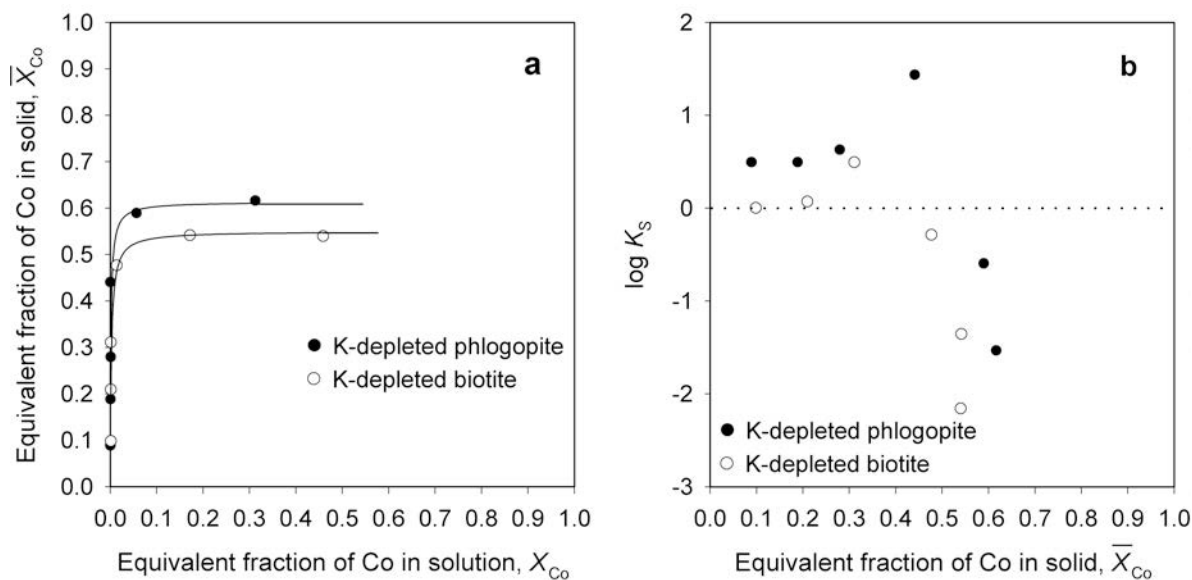 a
Equivalent fraction of Co in solid, X̅Co
1.0
0.9
0.8
0.7
0.6
0.5
0.4
0.3
0.2
0.1
0.0
K-depleted phlogopite
K-depleted biotite
0.0 0.1 0.2 0.3 0.4 0.5 0.6 0.7 0.8 0.9 1.0
Equivalent fraction of Co in solution, XCo
b
log KS
2
1
0
-1
-2
-3
K-depleted phlogopite
K-depleted biotite
0.0 0.1 0.2 0.3 0.4 0.5 0.6 0.7 0.8 0.9 1.0
Equivalent fraction of Co in solid, X̅Co